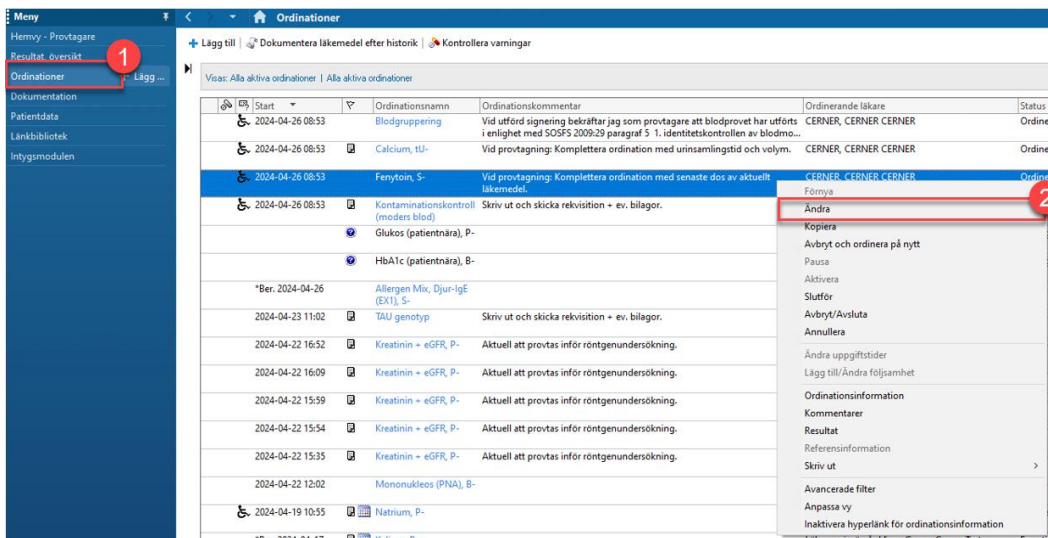 Meny
Ordinationer
Hemvy - Provtagare
Resultat, översikt
1
Ordinationer
Lägg ...
Dokumentation
Patientdata
Länkbibliotek
Intygsmodulen
Lägg till
Dokumentera läkemedel efter historik
Kontrollera varningar
Visas: Alla aktiva ordinationer | Alla aktiva ordinationer
Start Ordinationsnamn Ordinationskommentar Ordinerande läkare Status
2024-04-26 08:53 Blodgruppering Vid utförd signering bekräftar jag som provtagare att blodprovet har utförts CERNER, CERNER CERNER Ordine
i enlighet med SOSFS 2009:29 paragraf 5 1. identitetskontrollen av blodmo...
2024-04-26 08:53 Calcium, tU- Vid provtagning: Komplettera ordination med urinsamlingstid och volym. CERNER, CERNER CERNER Ordine
2024-04-26 08:53 Fenytoin, S- Vid provtagning: Komplettera ordination med senaste dos av aktuellt CERNER, CERNER CERNER Ordine
läkemedel.
2024-04-26 08:53 Kontaminationskontroll Skriv ut och skicka rekvisition + ev. bilagor.
(moders blod)
Glukos (patientnära), P-
HbA1c (patientnära), B-
*Ber. 2024-04-26 Allergen Mix, Djur-IgE
(EX1), S-
2024-04-23 11:02 TAU genotyp Skriv ut och skicka rekvisition + ev. bilagor.
2024-04-22 16:52 Kreatinin + eGFR, P- Aktuell att provtas inför röntgenundersökning.
2024-04-22 16:09 Kreatinin + eGFR, P- Aktuell att provtas inför röntgenundersökning.
2024-04-22 15:59 Kreatinin + eGFR, P- Aktuell att provtas inför röntgenundersökning.
2024-04-22 15:54 Kreatinin + eGFR, P- Aktuell att provtas inför röntgenundersökning.
2024-04-22 15:35 Kreatinin + eGFR, P- Aktuell att provtas inför röntgenundersökning.
2024-04-22 12:02 Mononukleos (PNA), B-
2024-04-19 10:55 Natrium, P-
Förnya
2
Ändra
Kopiera
Avbryt och ordinera på nytt
Pausa
Aktivera
Slutför
Avbryt/Avsluta
Annullera
Ändra uppgiftstider
Lägg till/Ändra följsamhet
Ordinationsinformation
Kommentarer
Resultat
Referensinformation
Skriv ut
Avancerade filter
Anpassa vy
Inaktivera hyperlänk för ordinationsinformation